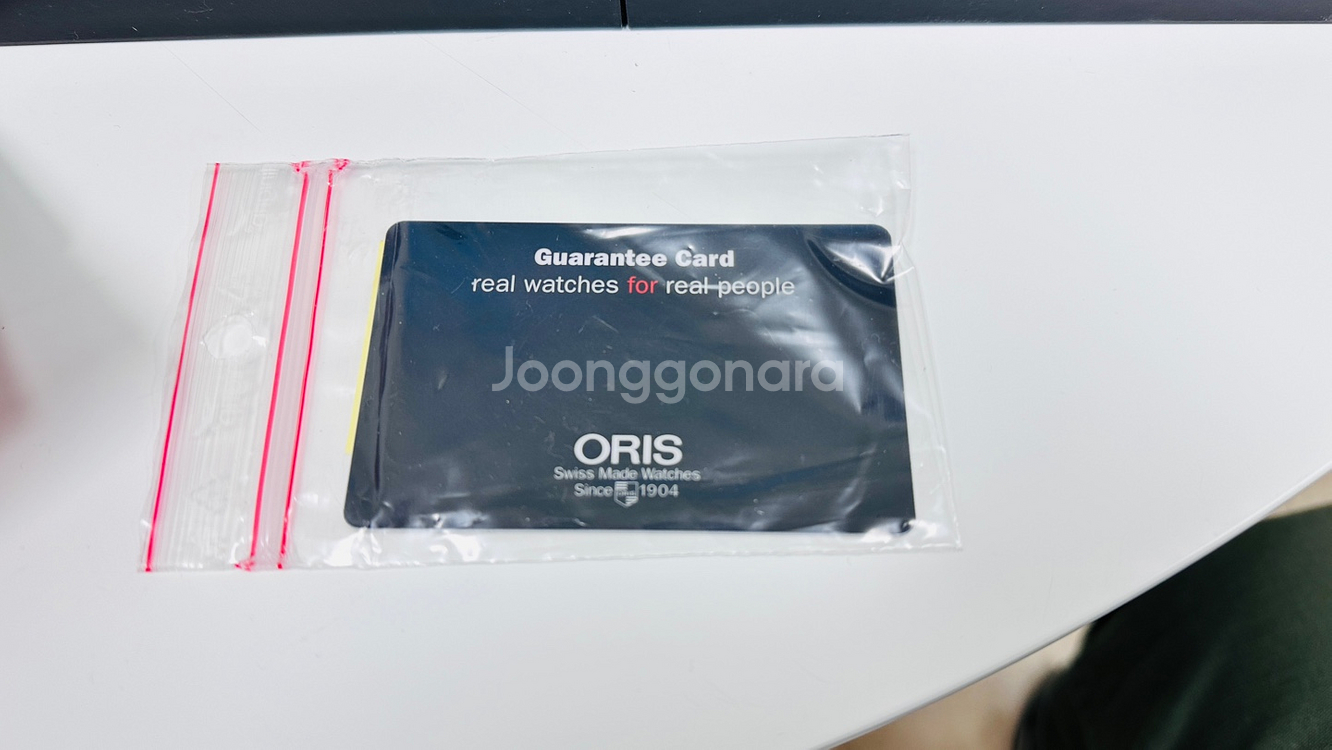 Guarantee Card
real watches for real people
Joonggonara
ORIS
Swiss Made Watches
Since 1904